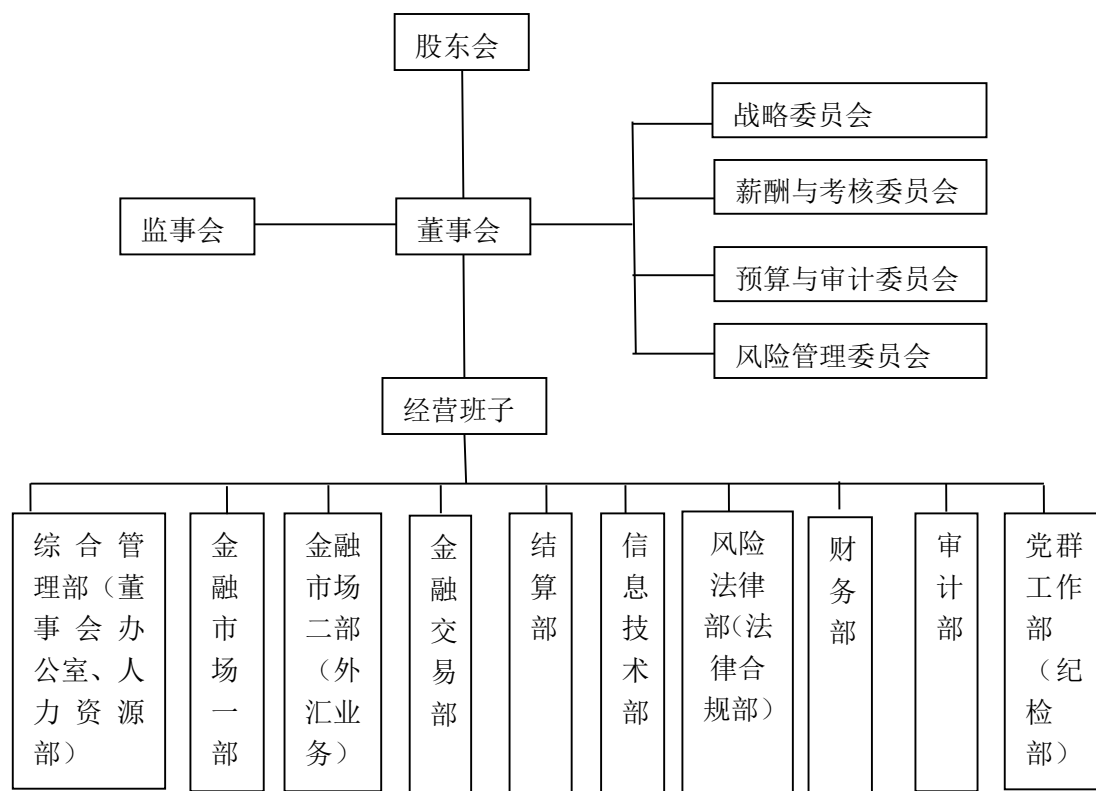 股东会
战略委员会
薪酬与考核委员会
监事会
董事会
预算与审计委员会
风险管理委员会
经营班子
综合管
理部（董
事会办
公室、人
力资源
部）
金
融
市
场
一
部
金融
市场
二部
（外
汇业
务）
金
融
交
易
部
结
算
部
信
息
技
术
部
风险
法律
部（法
律合
规部）
财
务
部
审
计
部
党群
工作
部
（纪
检
部）